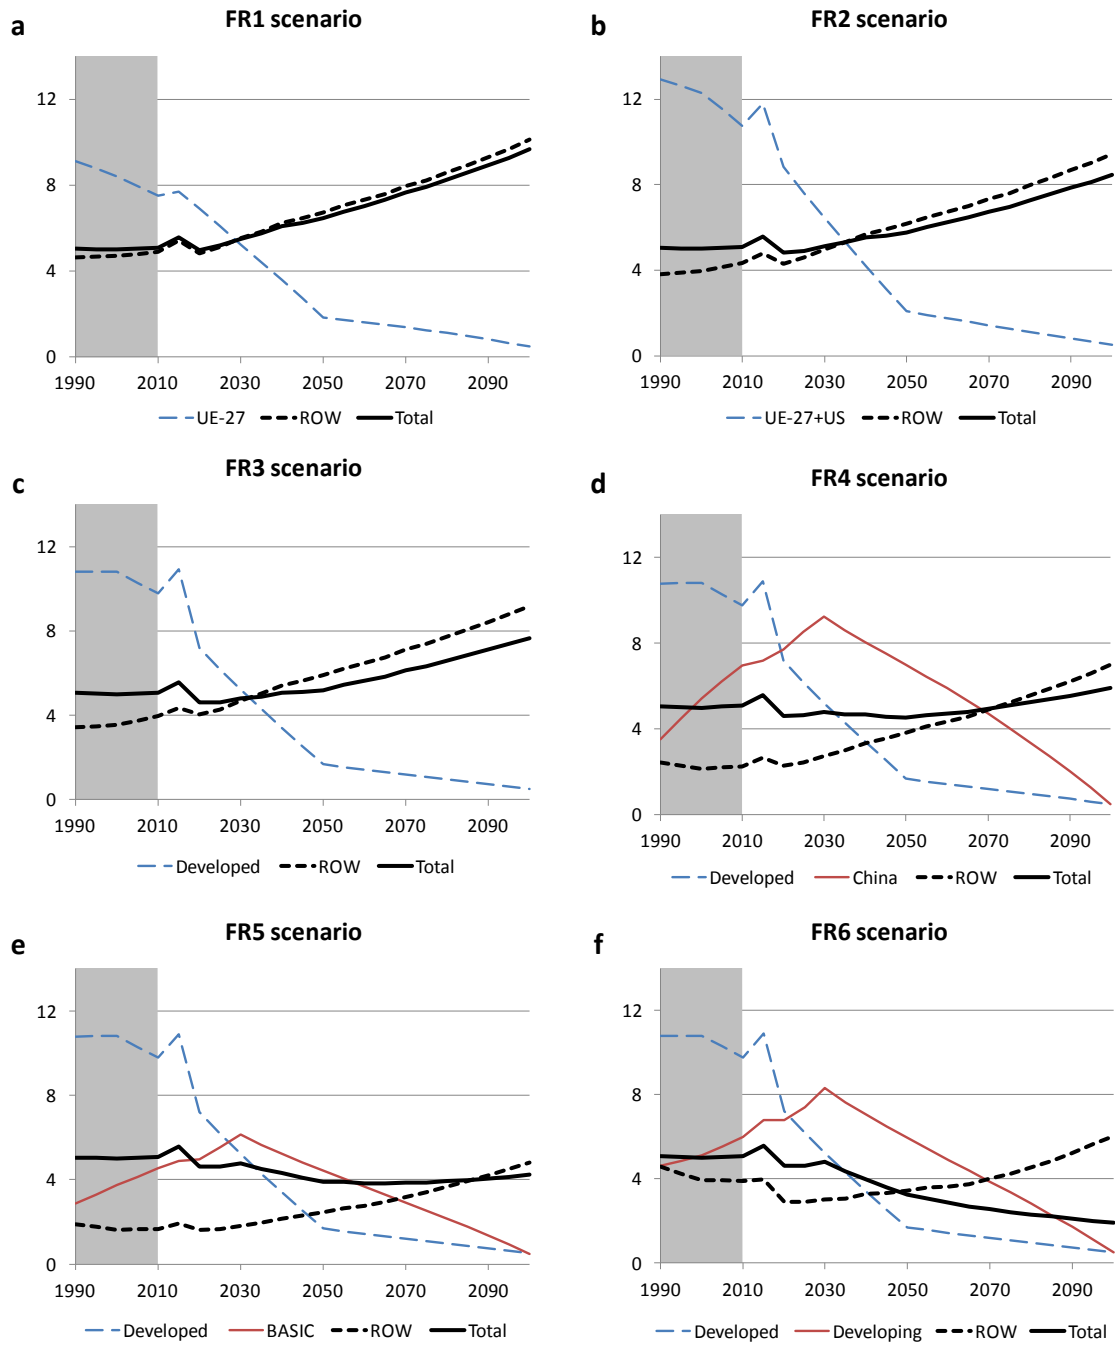 a
FR1 scenario
12
8
4
0
1990 2010 2030 2050 2070 2090
UE-27 ROW Total
b
FR2 scenario
12
8
4
0
1990 2010 2030 2050 2070 2090
UE-27+US ROW Total
c
FR3 scenario
12
8
4
0
1990 2010 2030 2050 2070 2090
Developed ROW Total
d
FR4 scenario
12
8
4
0
1990 2010 2030 2050 2070 2090
Developed China ROW Total
e
FR5 scenario
12
8
4
0
1990 2010 2030 2050 2070 2090
Developed BASIC ROW Total
f
FR6 scenario
12
8
4
0
1990 2010 2030 2050 2070 2090
Developed Developing ROW Total